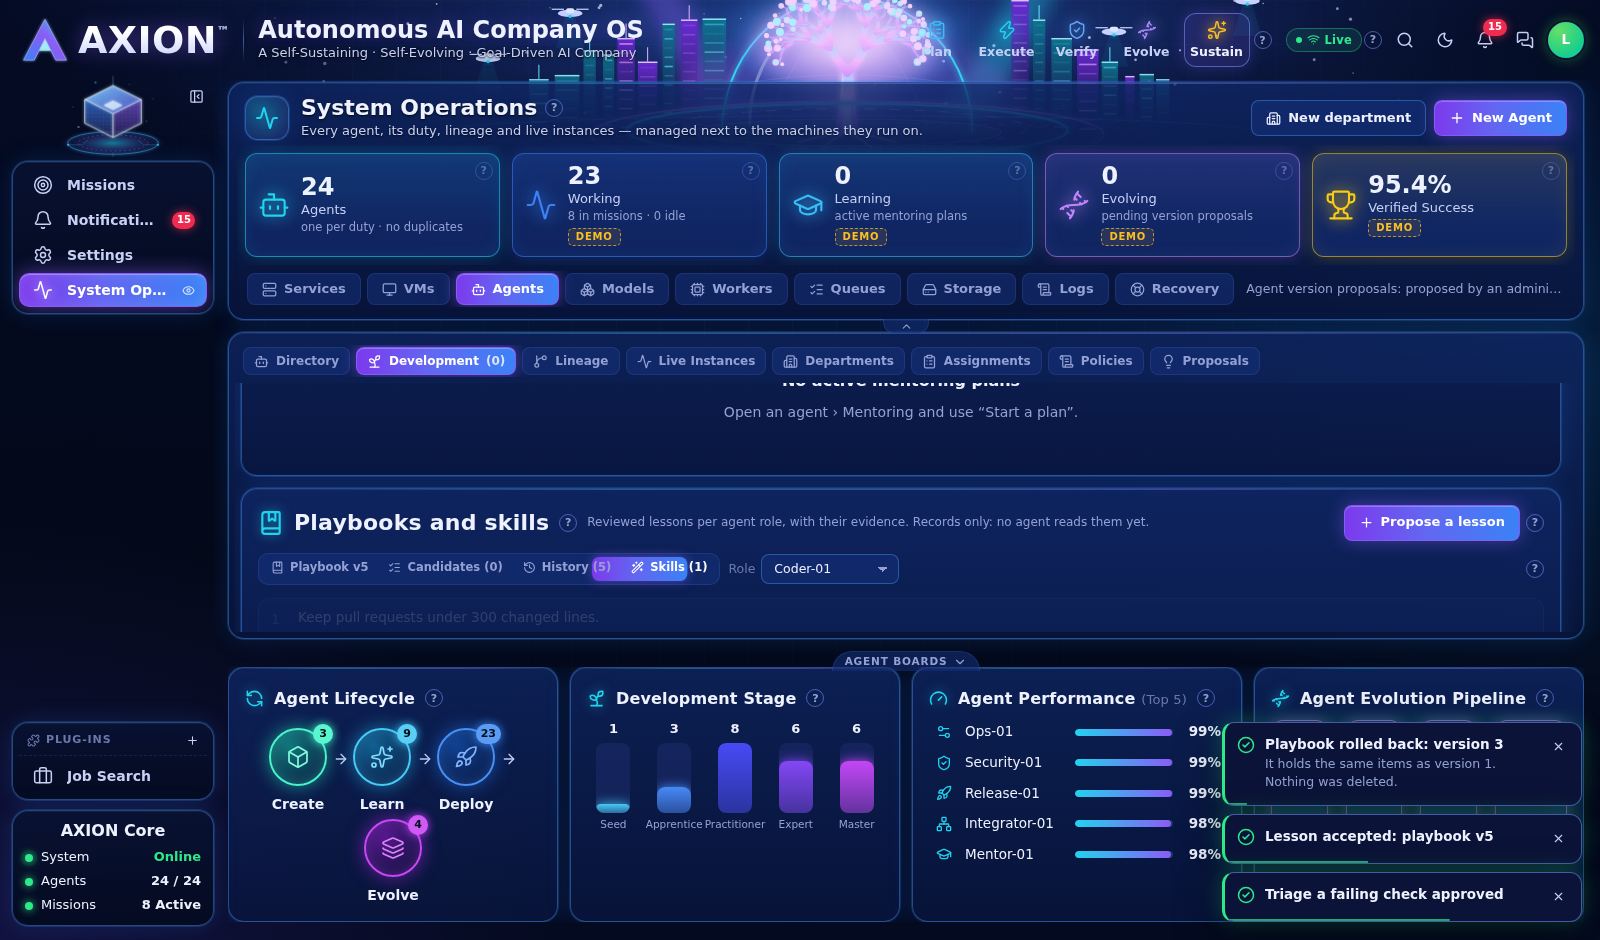 AXION™
Autonomous AI Company OS
A Self-Sustaining · Self-Evolving · Goal-Driven AI Company
Plan
Execute
Verify
Evolve
Sustain
?
Live
?
15
L
Missions
Notificati...
15
Settings
System Op...
System Operations ?
Every agent, its duty, lineage and live instances — managed next to the machines they run on.
New department
+ New Agent
24
Agents
one per duty · no duplicates
?
23
Working
8 in missions · 0 idle
DEMO
?
0
Learning
active mentoring plans
DEMO
?
0
Evolving
pending version proposals
DEMO
?
95.4%
Verified Success
DEMO
?
Services
VMs
Agents
Models
Workers
Queues
Storage
Logs
Recovery
Agent version proposals: proposed by an admini...
Directory
Development (0)
Lineage
Live Instances
Departments
Assignments
Policies
Proposals
No active mentoring plans
Open an agent › Mentoring and use “Start a plan”.
Playbooks and skills ?
Reviewed lessons per agent role, with their evidence. Records only: no agent reads them yet.
+ Propose a lesson
?
Playbook v5
Candidates (0)
History (5)
Skills (1)
Role
Coder-01
?
1 Keep pull requests under 300 changed lines.
PLUG-INS
+
Job Search
AXION Core
System Online
Agents 24 / 24
Missions 8 Active
AGENT BOARDS
Agent Lifecycle ?
3
Create
9
Learn
23
Deploy
4
Evolve
Development Stage ?
1 3 8 6 6
Seed Apprentice Practitioner Expert Master
Agent Performance (Top 5) ?
Ops-01 99%
Security-01 99%
Release-01 99%
Integrator-01 98%
Mentor-01 98%
Agent Evolution Pipeline ?
Playbook rolled back: version 3
It holds the same items as version 1.
Nothing was deleted.
Lesson accepted: playbook v5
Triage a failing check approved